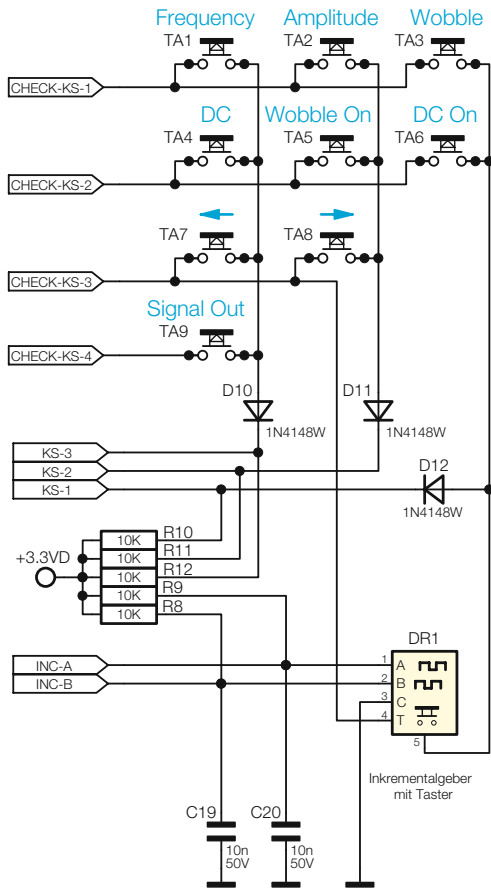 Frequency Amplitude Wobble
TA1 TA2 TA3
CHECK-KS-1
DC Wobble On DC On
TA4 TA5 TA6
CHECK-KS-2
TA7 TA8
CHECK-KS-3
Signal Out
TA9
CHECK-KS-4
D10 D11
1N4148W 1N4148W
KS-3
KS-2
KS-1
D12
1N4148W
+3.3VD
10K R10
10K R11
10K R12
10K R9
10K R8
DR1
INC-A
INC-B
1 A
2 B
3 C
4 T
5
Inkrementalgeber
mit Taster
C19 C20
10n 10n
50V 50V